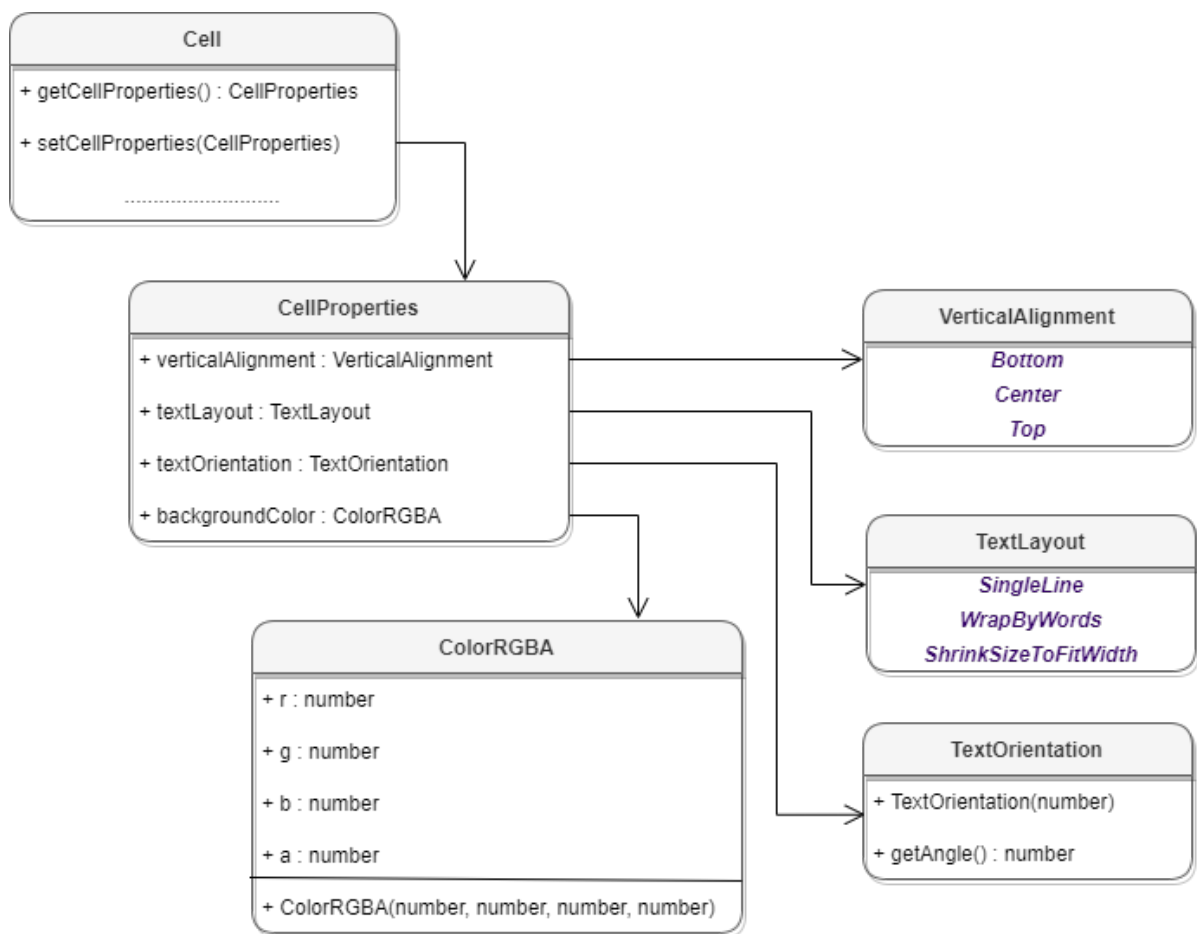 Cell
+ getCellProperties() : CellProperties
+ setCellProperties(CellProperties)
CellProperties
+ verticalAlignment : VerticalAlignment
+ textLayout : TextLayout
+ textOrientation : TextOrientation
+ backgroundColor : ColorRGBA
VerticalAlignment
Bottom
Center
Top
TextLayout
SingleLine
WrapByWords
ShrinkSizeToFitWidth
ColorRGBA
+ r : number
+ g : number
+ b : number
+ a : number
+ ColorRGBA(number, number, number, number)
TextOrientation
+ TextOrientation(number)
+ getAngle() : number